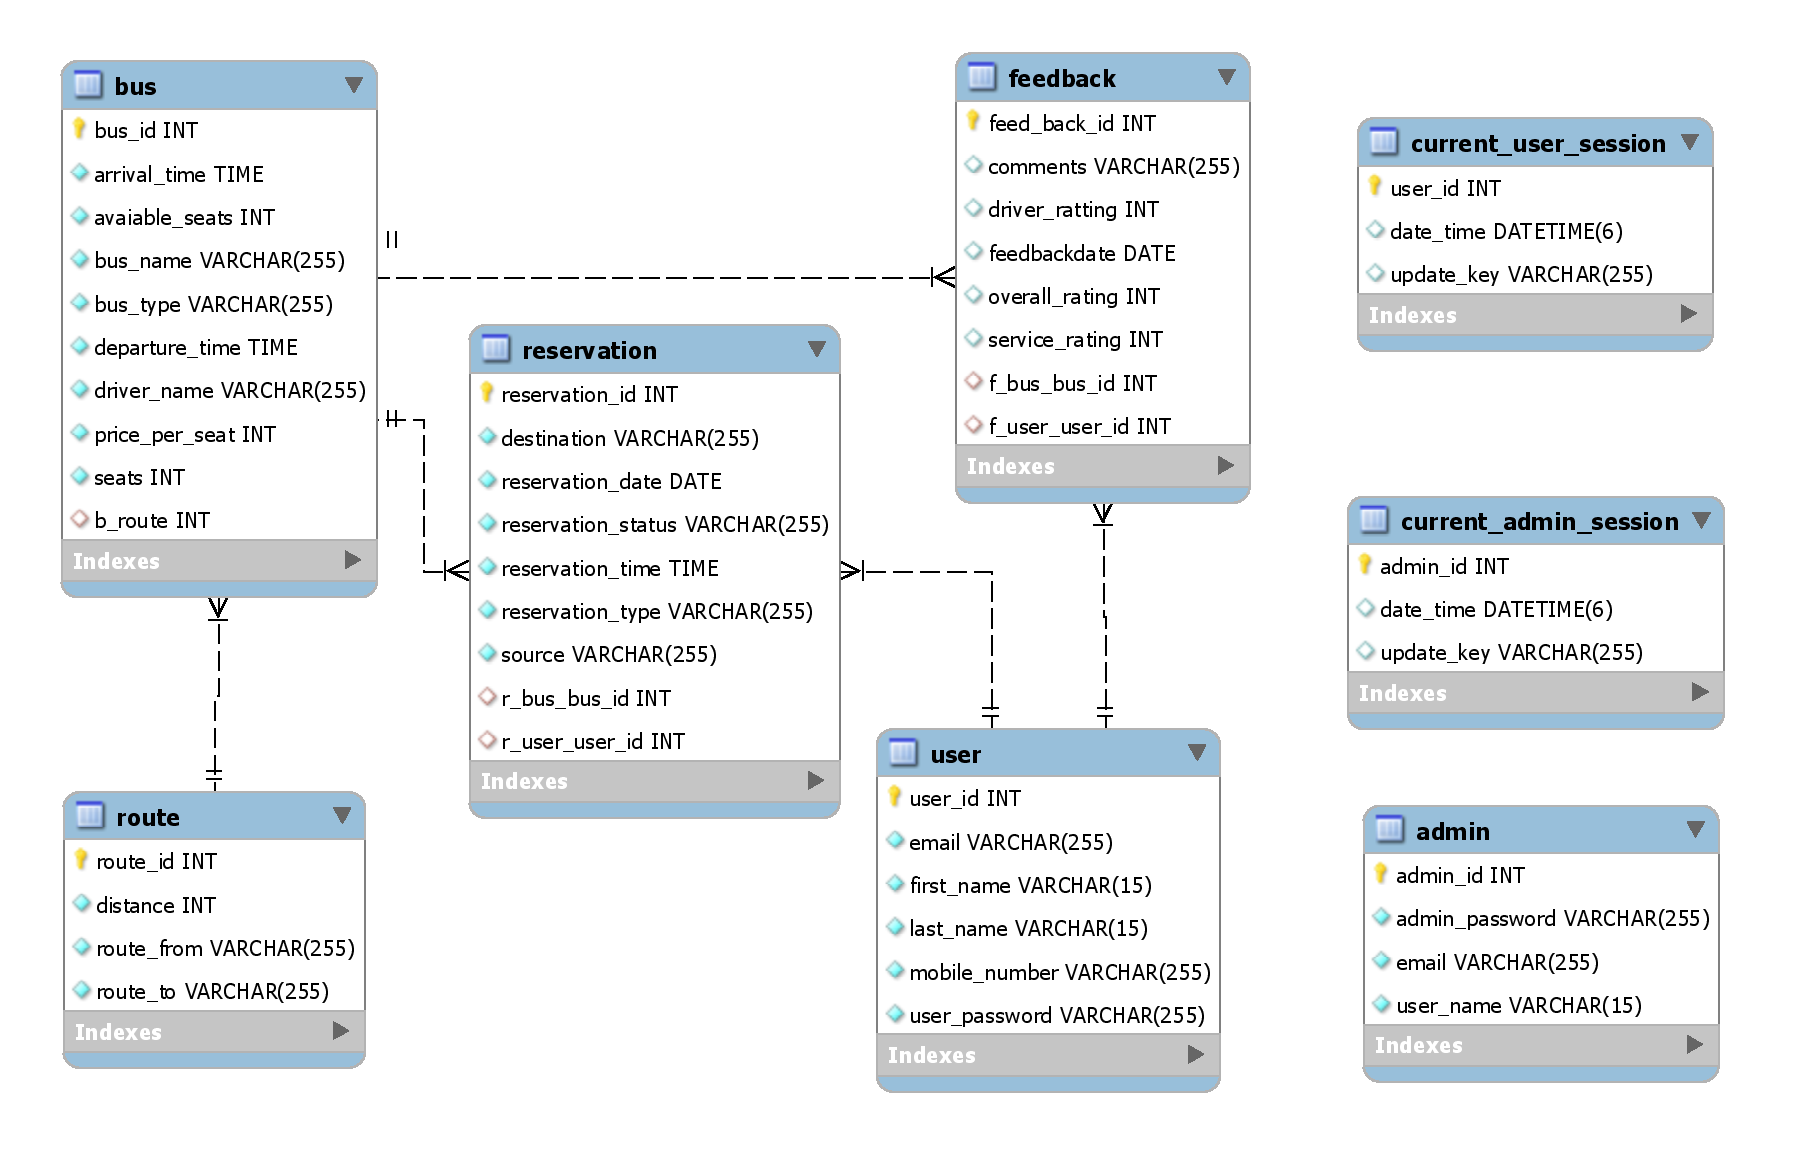 bus
bus_id INT
arrival_time TIME
avaiable_seats INT
bus_name VARCHAR(255)
bus_type VARCHAR(255)
departure_time TIME
driver_name VARCHAR(255)
price_per_seat INT
seats INT
b_route INT
Indexes
feedback
feed_back_id INT
comments VARCHAR(255)
driver_ratting INT
feedbackdate DATE
overall_rating INT
service_rating INT
f_bus_bus_id INT
f_user_user_id INT
Indexes
current_user_session
user_id INT
date_time DATETIME(6)
update_key VARCHAR(255)
Indexes
reservation
reservation_id INT
destination VARCHAR(255)
reservation_date DATE
reservation_status VARCHAR(255)
reservation_time TIME
reservation_type VARCHAR(255)
source VARCHAR(255)
r_bus_bus_id INT
r_user_user_id INT
Indexes
current_admin_session
admin_id INT
date_time DATETIME(6)
update_key VARCHAR(255)
Indexes
route
route_id INT
distance INT
route_from VARCHAR(255)
route_to VARCHAR(255)
Indexes
user
user_id INT
email VARCHAR(255)
first_name VARCHAR(15)
last_name VARCHAR(15)
mobile_number VARCHAR(255)
user_password VARCHAR(255)
Indexes
admin
admin_id INT
admin_password VARCHAR(255)
email VARCHAR(255)
user_name VARCHAR(15)
Indexes